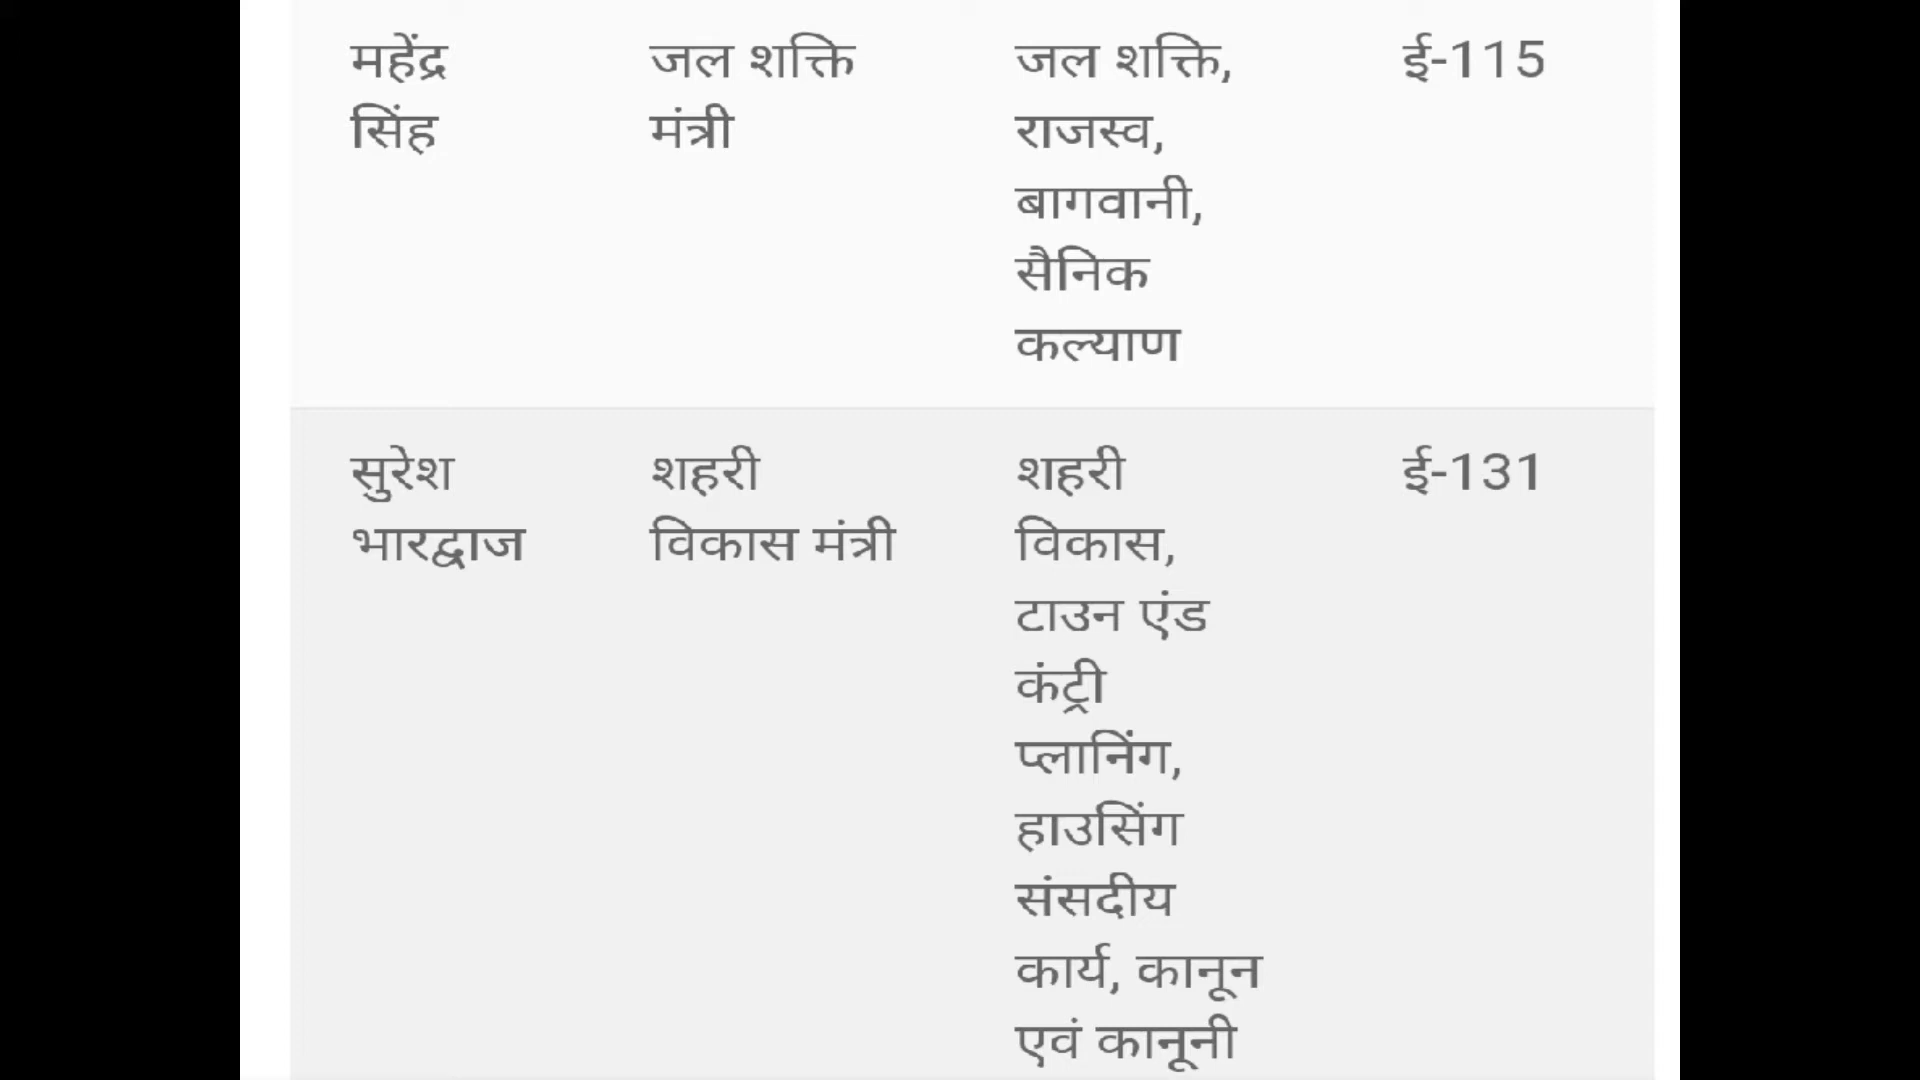 महेंद्र जल शक्ति जल शक्ति, ई-115
सिंह मंत्री राजस्व,
बागवानी,
सैनिक
कल्याण
सुरेश शहरी शहरी ई-131
भारद्वाज विकास मंत्री विकास,
टाउन एंड
कंट्री
प्लानिंग,
हाउसिंग
संसदीय
कार्य, कानून
एवं कानूनी